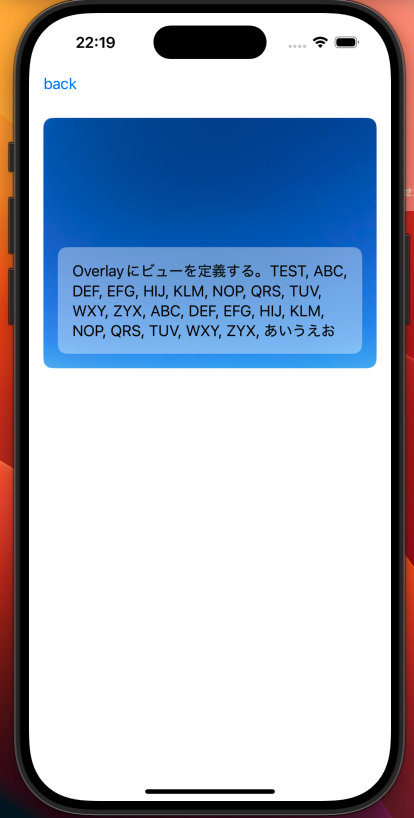 22:19
back
Overlayにビューを定義する。TEST, ABC,
DEF, EFG, HIJ, KLM, NOP, QRS, TUV,
WXY, ZYX, ABC, DEF, EFG, HIJ, KLM,
NOP, QRS, TUV, WXY, ZYX, あいうえお